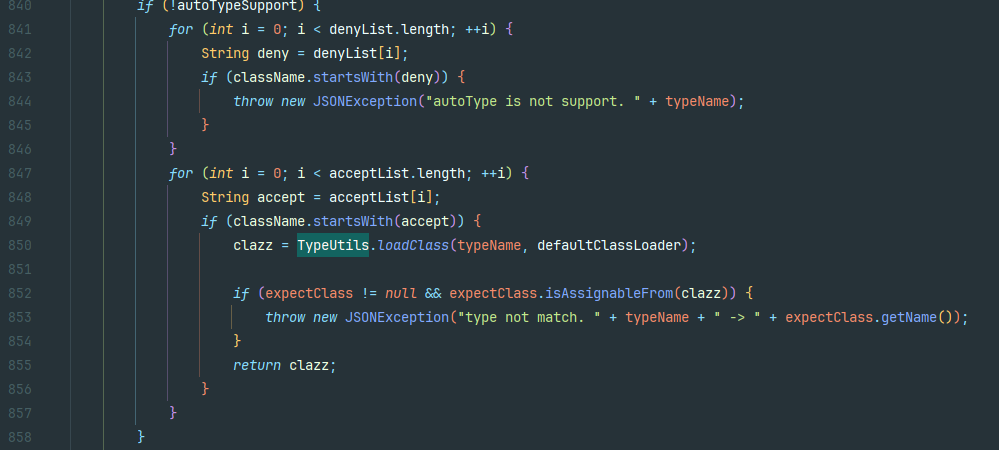 840 if (!autoTypeSupport) {
841 for (int i = 0; i < denyList.length; ++i) {
842 String deny = denyList[i];
843 if (className.startsWith(deny)) {
844 throw new JSONException("autoType is not support. " + typeName);
845 }
846 }
847 for (int i = 0; i < acceptList.length; ++i) {
848 String accept = acceptList[i];
849 if (className.startsWith(accept)) {
850 clazz = TypeUtils.loadClass(typeName, defaultClassLoader);
851
852 if (expectClass != null && expectClass.isAssignableFrom(clazz)) {
853 throw new JSONException("type not match. " + typeName + " -> " + expectClass.getName());
854 }
855 return clazz;
856 }
857 }
858 }